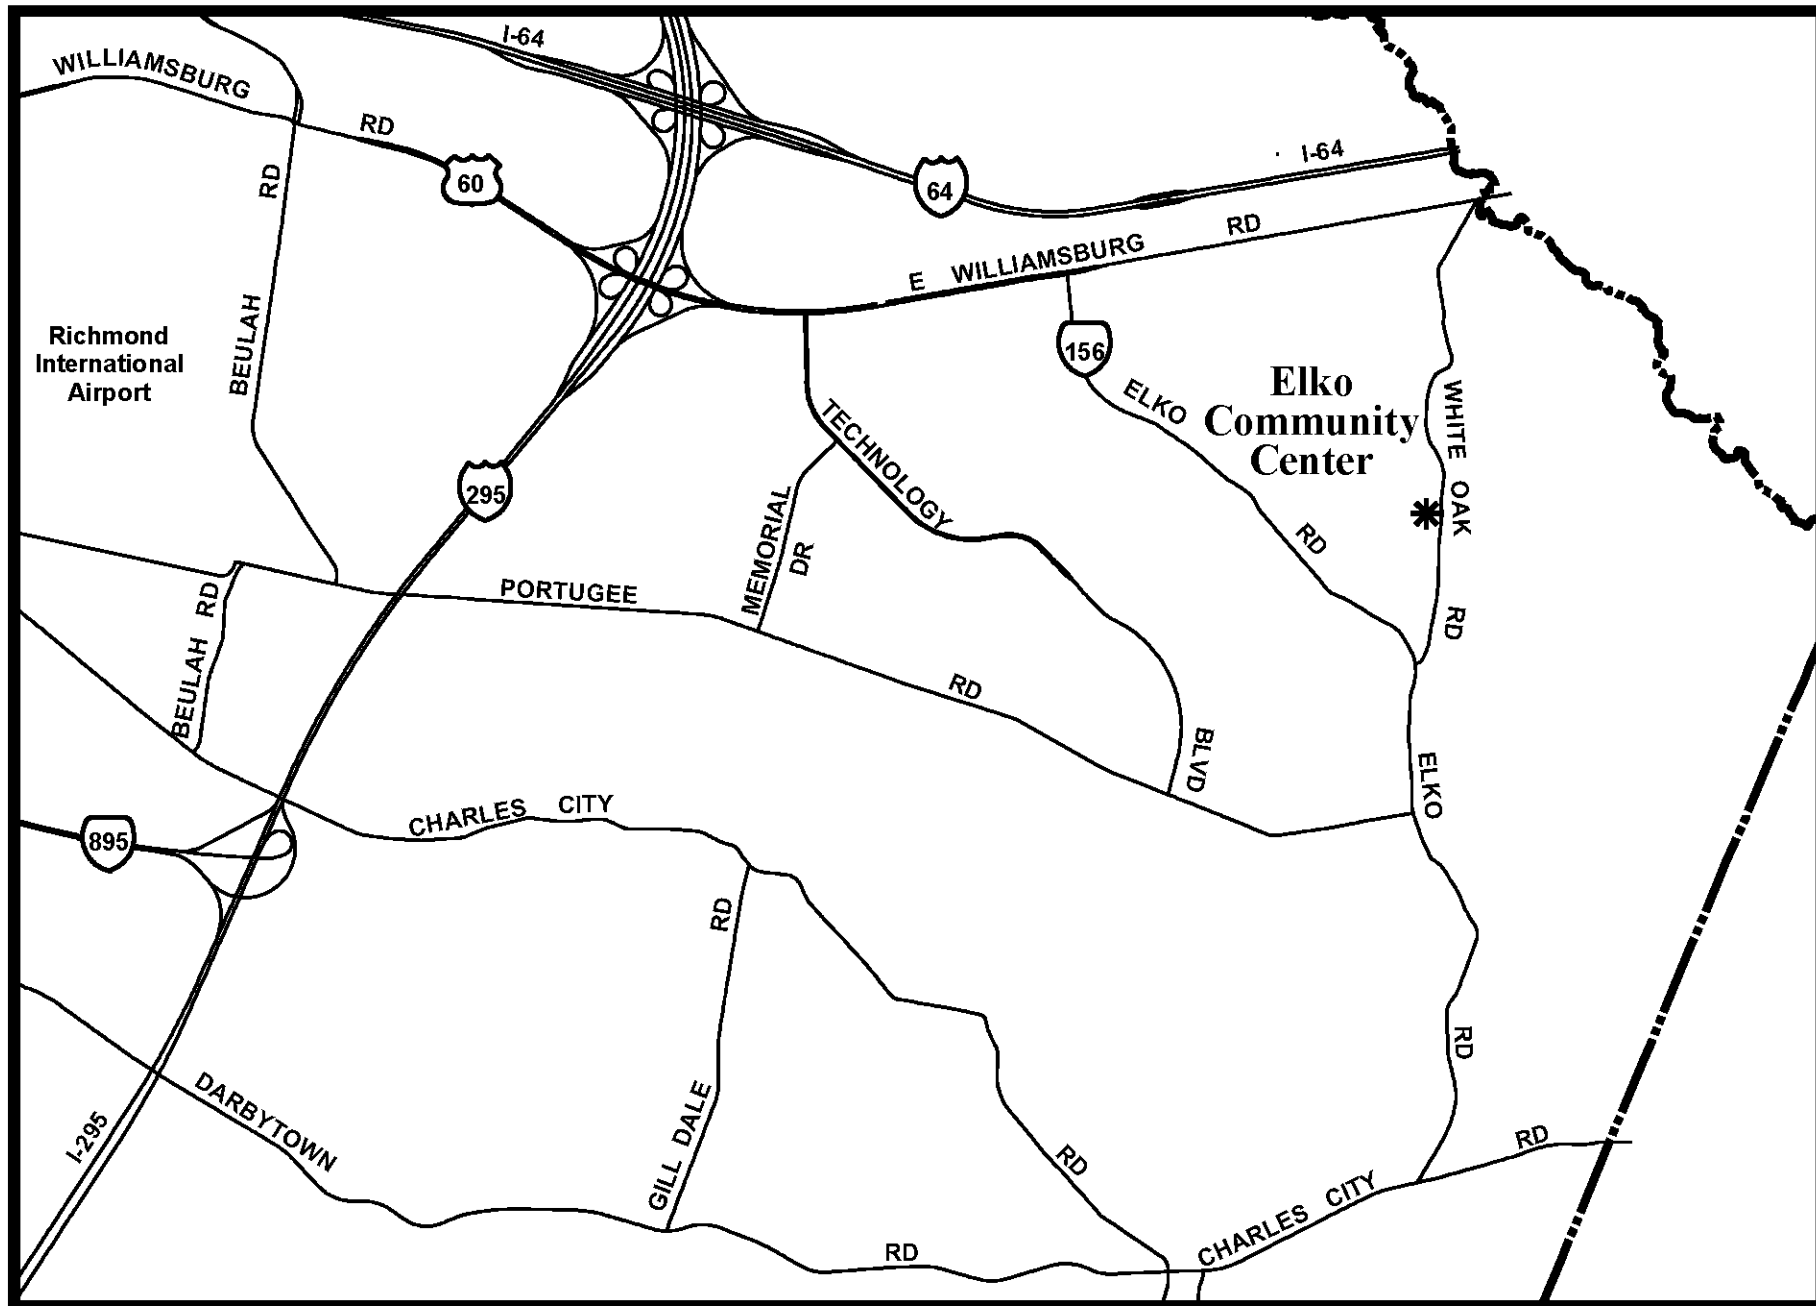 I-64
WILLIAMSBURG
RD
60
64
I-64
E WILLIAMSBURG
RD
BEULAH
RD
Richmond
International
Airport
156
ELKO
RD
Elko
Community
Center
WHITE OAK
RD
TECHNOLOGY
BLVD
295
MEMORIAL
DR
PORTUGEE
RD
BEULAH RD
ELKO
RD
895
CHARLES CITY
RD
RD
GILL DALE
DARBYTOWN
RD
I-295
CHARLES CITY
RD